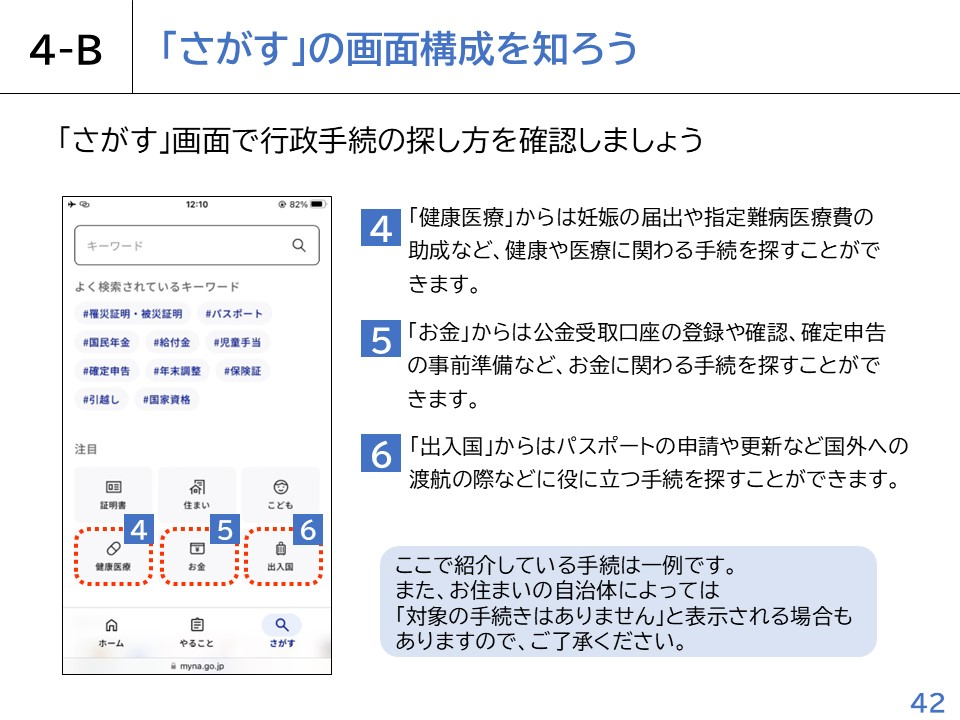 4-B
「さがす」の画面構成を知ろう
「さがす」画面で行政手続の探し方を確認しましょう
12:10
82%
キーワード
よく検索されているキーワード
#罹災証明・被災証明 #パスポート
#国民年金 #給付金 #児童手当
#確定申告 #年末調整 #保険証
#引越し #国家資格
注目
証明書 住まい こども
4 5 6
健康医療 お金 出入国
ホーム やること さがす
myna.go.jp
4
「健康医療」からは妊娠の届出や指定難病医療費の
助成など、健康や医療に関わる手続を探すことがで
きます。
5
「お金」からは公金受取口座の登録や確認、確定申告
の事前準備など、お金に関わる手続を探すことがで
きます。
6
「出入国」からはパスポートの申請や更新など国外への
渡航の際などに役に立つ手続を探すことができます。
ここで紹介している手続は一例です。
また、お住まいの自治体によっては
「対象の手続きはありません」と表示される場合も
ありますので、ご了承ください。
42